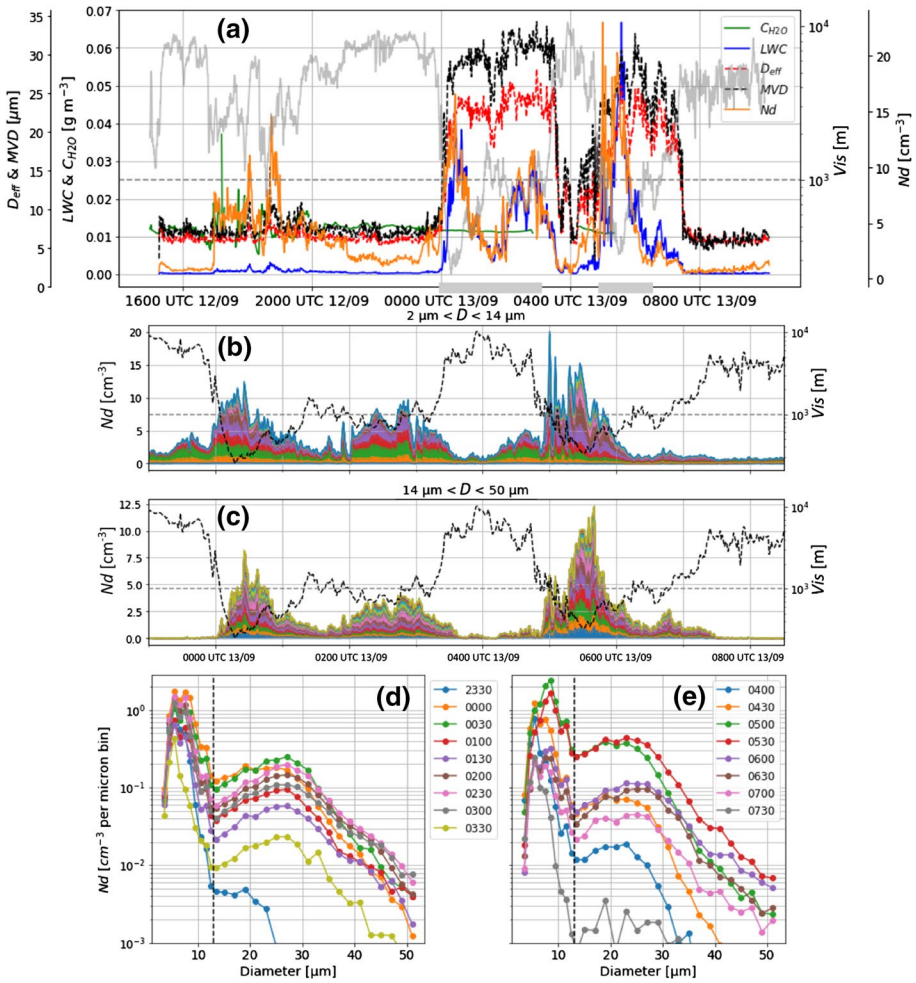 (a)
D_eff & MVD [μm]
35
30
25
20
15
10
5
0
LWC & C_H2O [g m⁻³]
0.07
0.06
0.05
0.04
0.03
0.02
0.01
0.00
C_H2O
LWC
D_eff
MVD
Nd
10⁴
10³
Vis [m]
20
15
10
5
0
Nd [cm⁻³]
1600 UTC 12/09
2000 UTC 12/09
0000 UTC 13/09
0400 UTC 13/09
0800 UTC 13/09
2 μm < D < 14 μm
(b)
Nd [cm⁻³]
20
15
10
5
0
10⁴
10³
Vis [m]
14 μm < D < 50 μm
(c)
Nd [cm⁻³]
12.5
10.0
7.5
5.0
2.5
0.0
10⁴
10³
Vis [m]
0000 UTC 13/09
0200 UTC 13/09
0400 UTC 13/09
0600 UTC 13/09
0800 UTC 13/09
(d)
Nd [cm⁻³ per micron bin]
10⁰
10⁻¹
10⁻²
10⁻³
10
20
30
40
50
Diameter [μm]
2330
0000
0030
0100
0130
0200
0230
0300
0330
(e)
10
20
30
40
50
Diameter [μm]
0400
0430
0500
0530
0600
0630
0700
0730